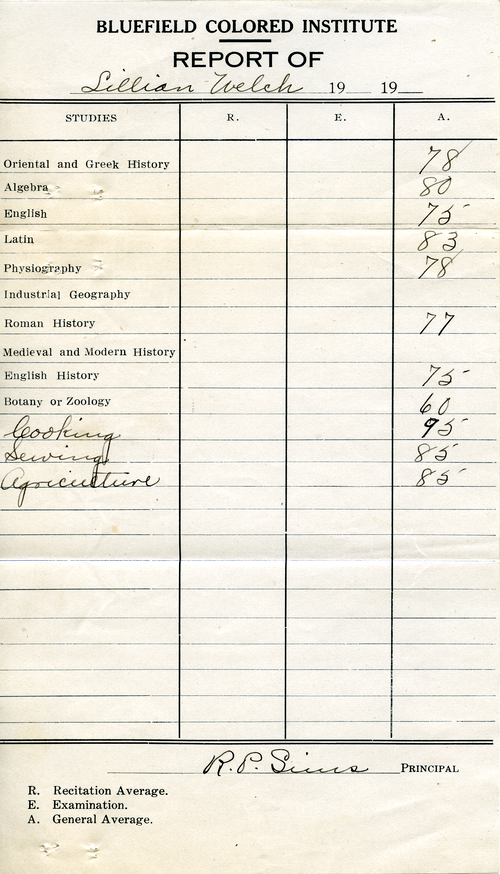 BLUEFIELD COLORED INSTITUTE
REPORT OF
Lillian Welch 19 19
STUDIES R. E. A.
Oriental and Greek History 78
Algebra 80
English 75
Latin 83
Physiography 78
Industrial Geography
Roman History 77
Medieval and Modern History
English History 75
Botany or Zoology 60
Cooking 95
Sewing 85
Agriculture 85
R. P. Sims PRINCIPAL
R. Recitation Average.
E. Examination.
A. General Average.